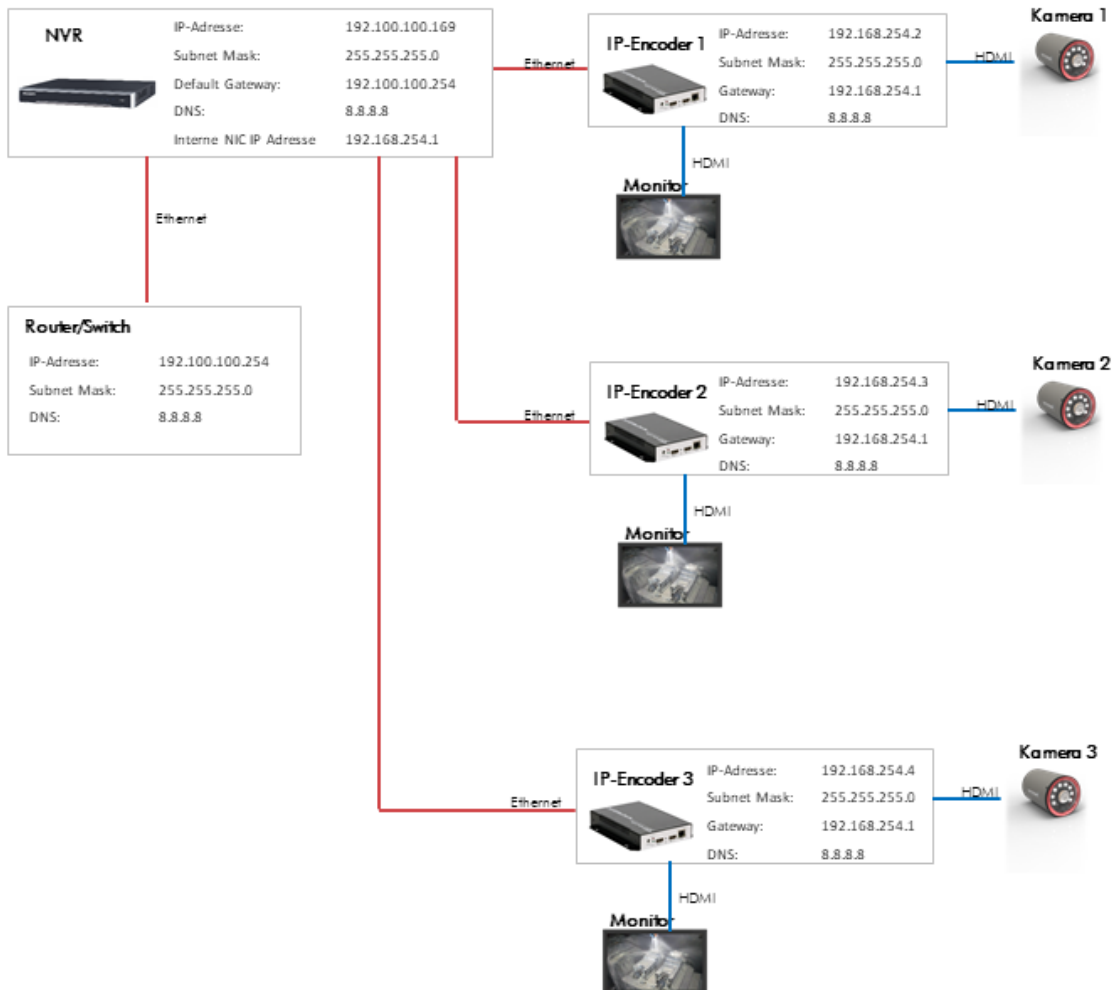 NVR
IP-Adresse: 192.100.100.169
Subnet Mask: 255.255.255.0
Default Gateway: 192.100.100.254
DNS: 8.8.8.8
Interne NIC IP Adresse 192.168.254.1
Ethernet
IP-Encoder 1
IP-Adresse: 192.168.254.2
Subnet Mask: 255.255.255.0
Gateway: 192.168.254.1
DNS: 8.8.8.8
HDMI
Kamera 1
HDMI
Monitor
Ethernet
Router/Switch
IP-Adresse: 192.100.100.254
Subnet Mask: 255.255.255.0
DNS: 8.8.8.8
Ethernet
IP-Encoder 2
IP-Adresse: 192.168.254.3
Subnet Mask: 255.255.255.0
Gateway: 192.168.254.1
DNS: 8.8.8.8
HDMI
Kamera 2
HDMI
Monitor
Ethernet
IP-Encoder 3
IP-Adresse: 192.168.254.4
Subnet Mask: 255.255.255.0
Gateway: 192.168.254.1
DNS: 8.8.8.8
HDMI
Kamera 3
HDMI
Monitor